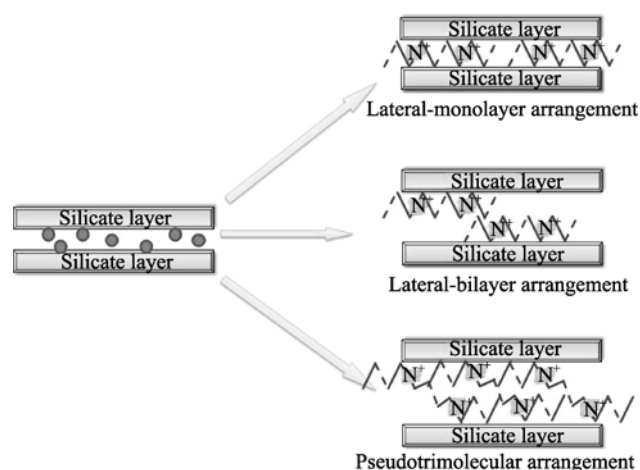 Silicate layer
N+ N+ N+ N+
Silicate layer
Lateral-monolayer arrangement
Silicate layer
N+ N+
N+ N+
Silicate layer
Lateral-bilayer arrangement
Silicate layer
Silicate layer
Silicate layer
N+ N+ N+
N+ N+ N+
Silicate layer
Pseudotrimolecular arrangement